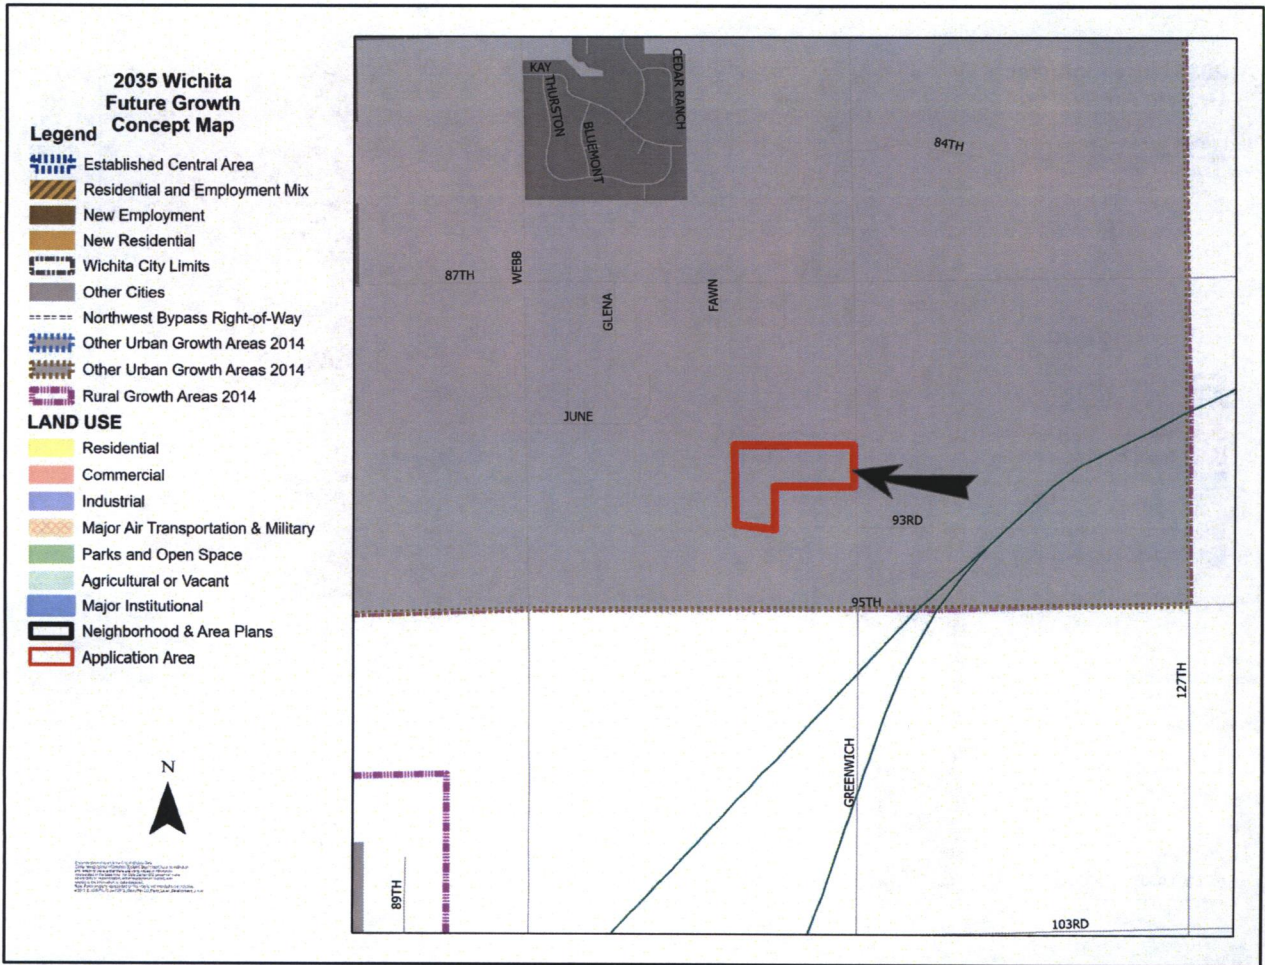 2035 Wichita
Future Growth
Concept Map
Legend
Established Central Area
Residential and Employment Mix
New Employment
New Residential
Wichita City Limits
Other Cities
Northwest Bypass Right-of-Way
Other Urban Growth Areas 2014
Other Urban Growth Areas 2014
Rural Growth Areas 2014
LAND USE
Residential
Commercial
Industrial
Major Air Transportation & Military
Parks and Open Space
Agricultural or Vacant
Major Institutional
Neighborhood & Area Plans
Application Area
N
KAY
THURSTON
BLUEMONT
CEDAR RANCH
84TH
87TH
WEBB
GLENA
FAWN
JUNE
93RD
95TH
127TH
GREENWICH
89TH
103RD